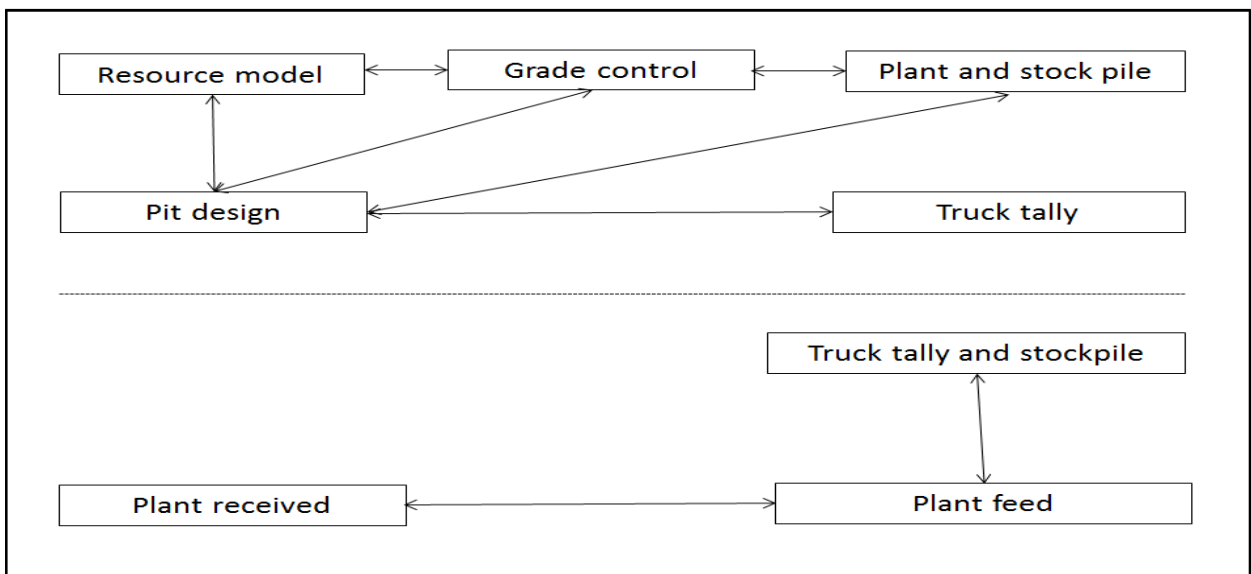 Resource model
Grade control
Plant and stock pile
Pit design
Truck tally
Truck tally and stockpile
Plant received
Plant feed